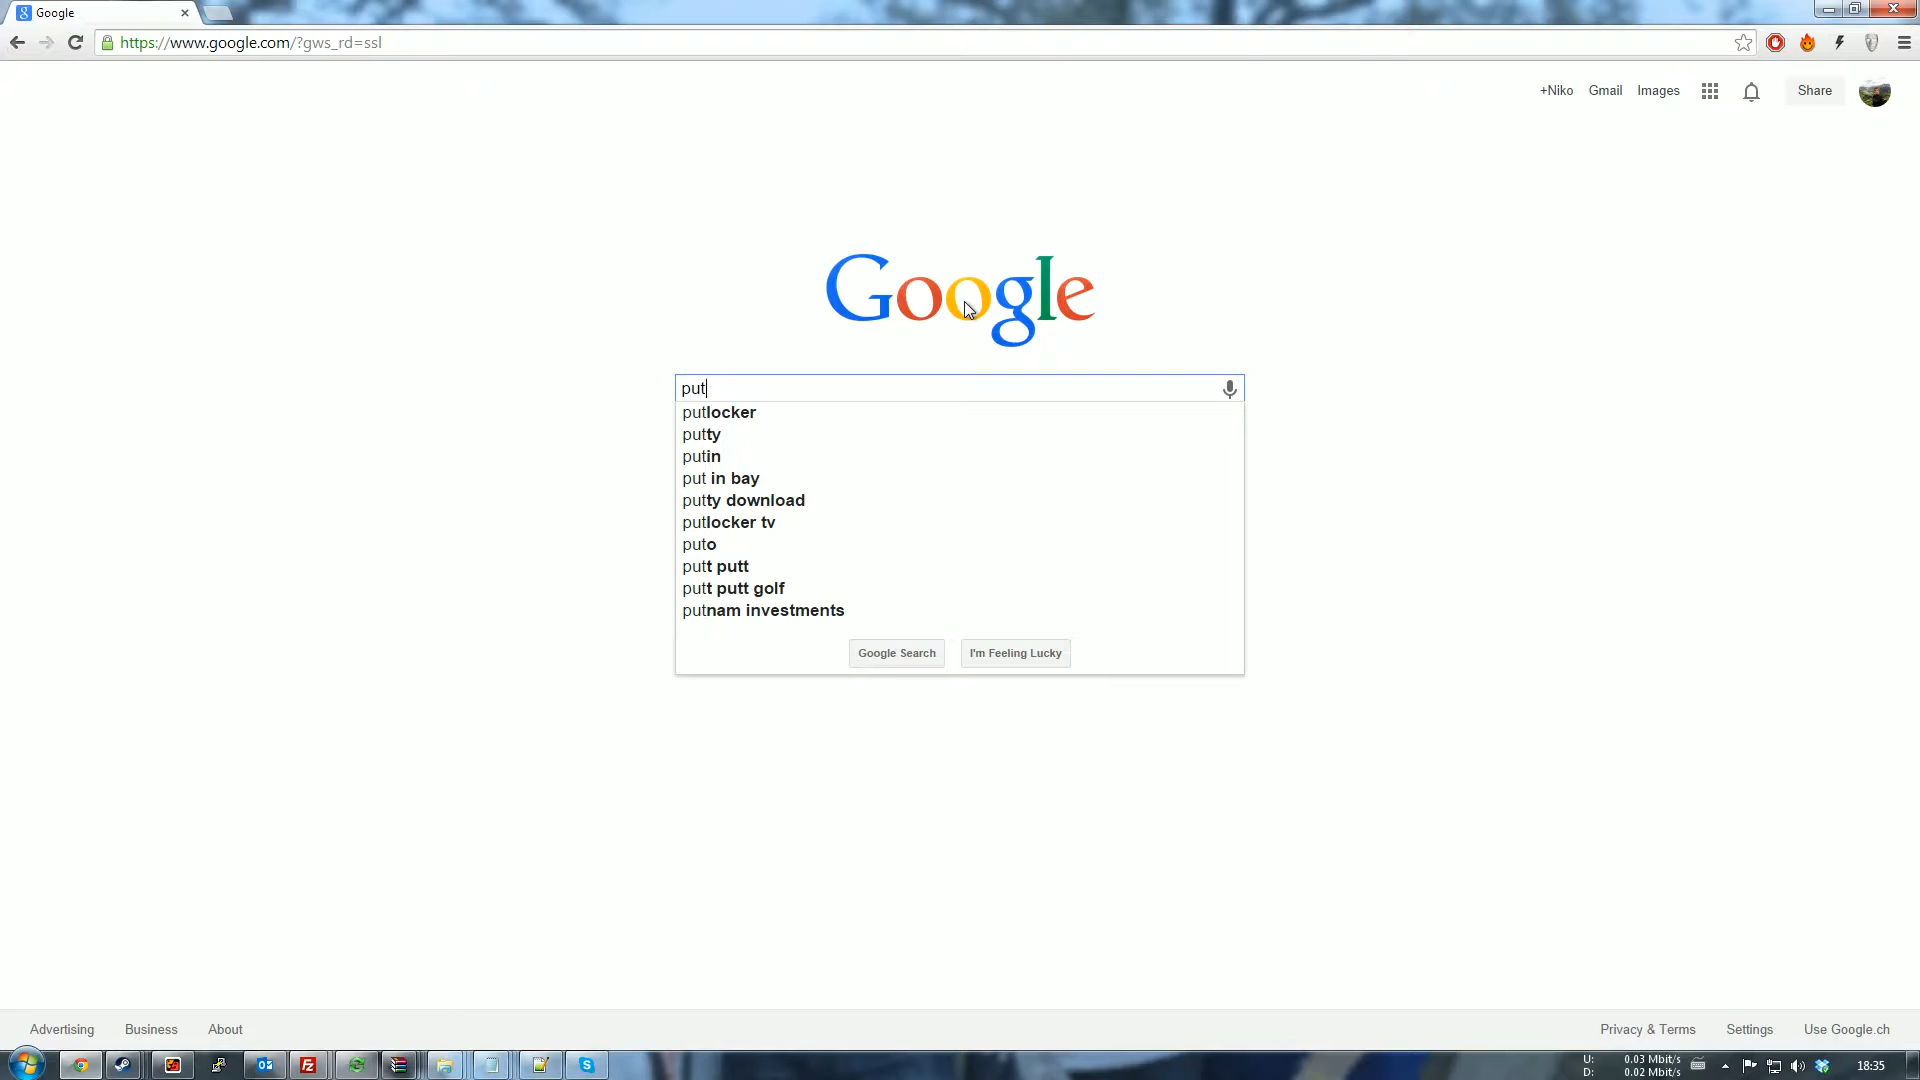 Google
https://www.google.com/?gws_rd=ssl
+Niko Gmail Images Share
Google
put
putlocker
putty
putin
put in bay
putty download
putlocker tv
puto
putt putt
putt putt golf
putnam investments
Google Search I'm Feeling Lucky
Advertising Business About Privacy & Terms Settings Use Google.ch
U: 0.03 Mbit/s
D: 0.02 Mbit/s
18:35